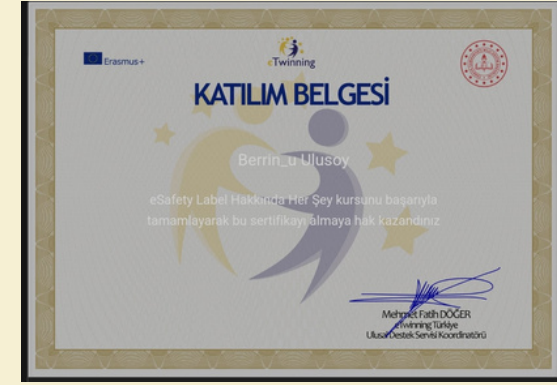 Erasmus+
eTwinning
KATILIM BELGESİ
Berrin_u Ulusoy
eSafety Label Hakkında Her Şey kursunu başarıyla
tamamlayarak bu sertifikayı almaya hak kazandınız
Mehmet Fatih DÖĞER
eTwinning Türkiye
Ulusal Destek Servisi Koordinatörü